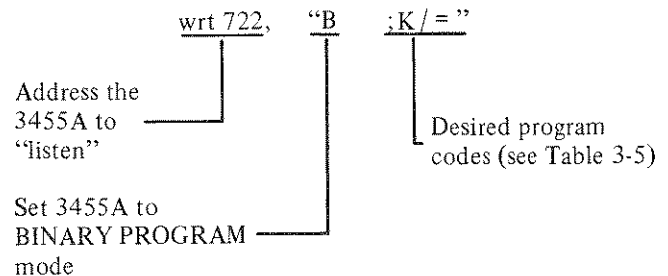 wrt 722, “B ;K/=”
Address the
3455A to
“listen”
Desired program
codes (see Table 3-5)
Set 3455A to
BINARY PROGRAM
mode